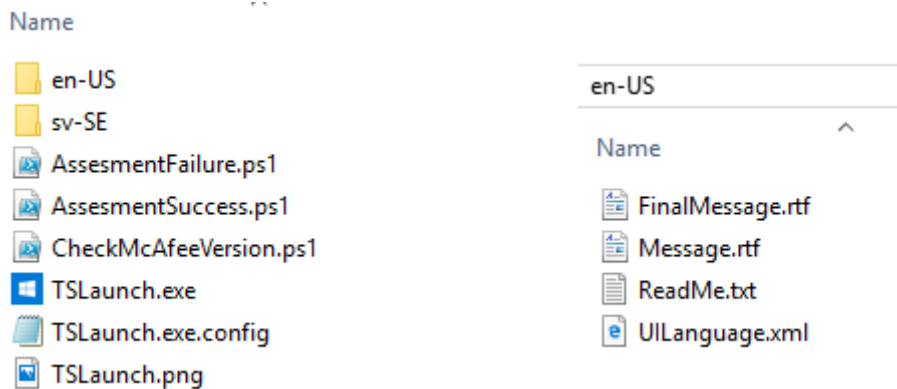 Name
en-US
sv-SE
AssesmentFailure.ps1
AssesmentSuccess.ps1
CheckMcAfeeVersion.ps1
TSLaunch.exe
TSLaunch.exe.config
TSLaunch.png
en-US
Name
FinalMessage.rtf
Message.rtf
ReadMe.txt
UILanguage.xml